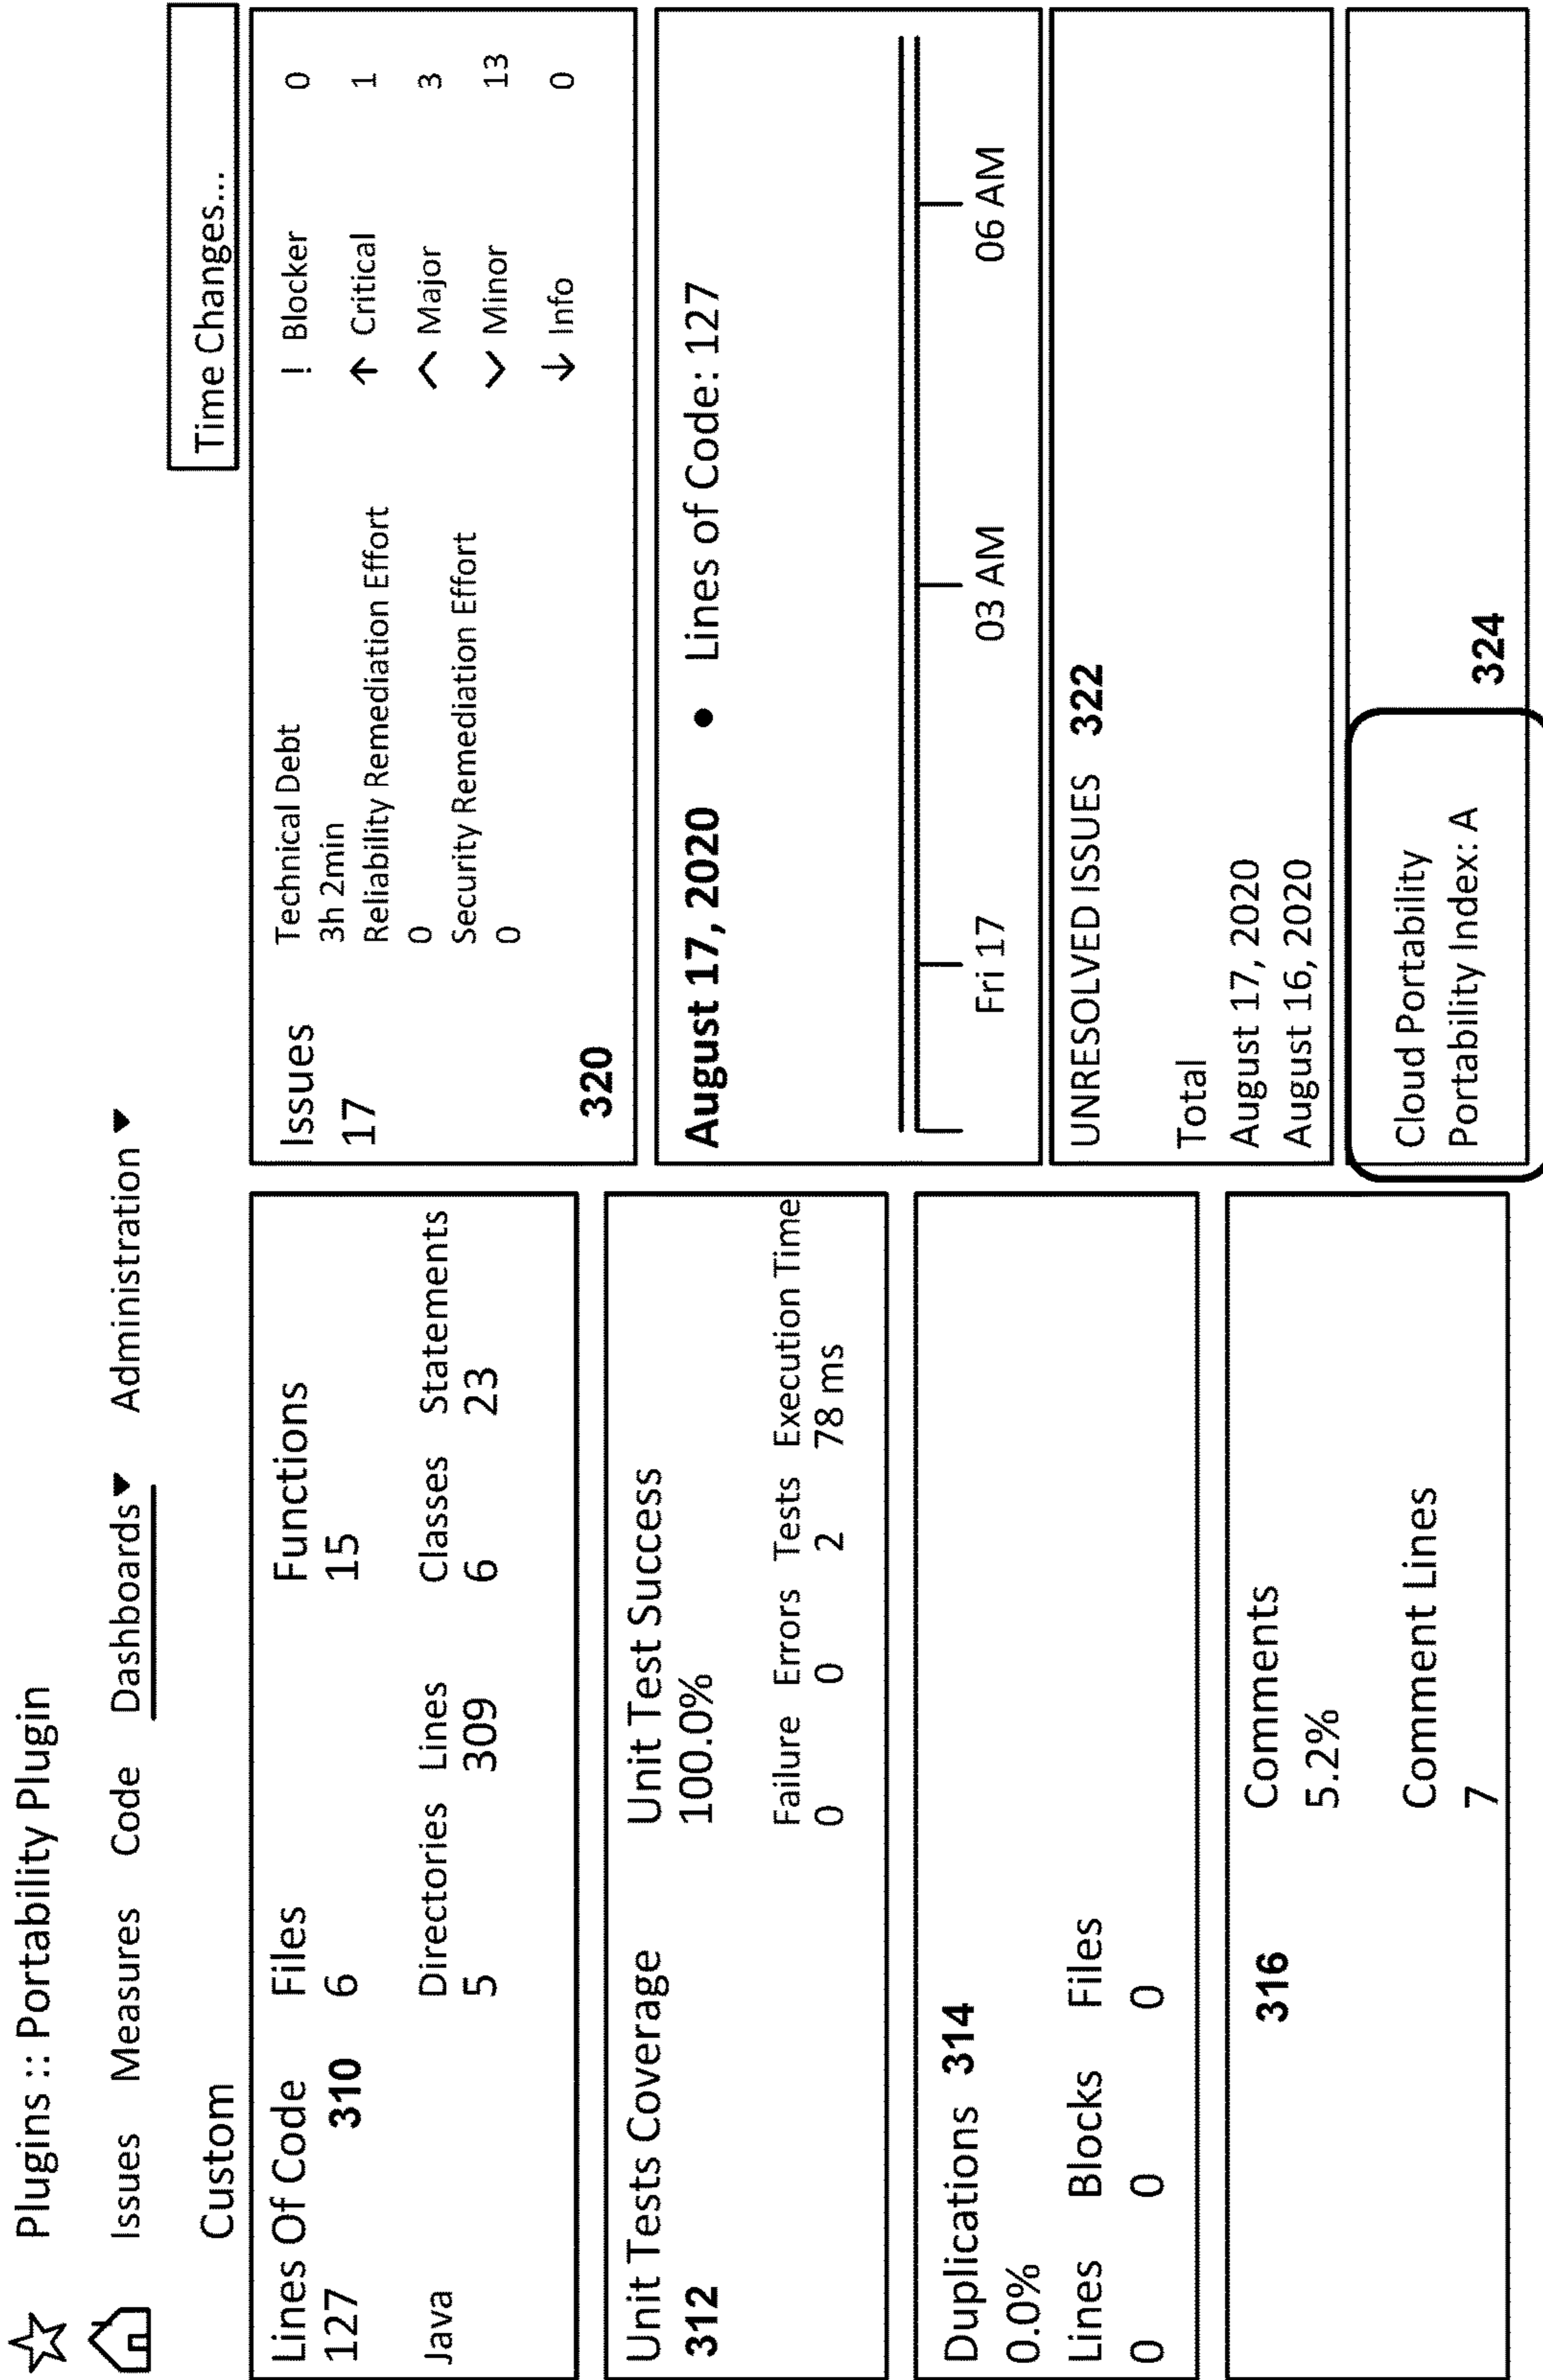 Plugins :: Portability Plugin
Issues Measures Code Dashboards Administration
Custom
Time Changes...
Lines Of Code Files Functions
127 310 6 15
Java Directories Lines Classes Statements
5 309 6 23
Unit Tests Coverage Unit Test Success
312 100.0%
Failure Errors Tests Execution Time
0 0 2 78 ms
Duplications 314
0.0%
Lines Blocks Files
0 0 0
316 Comments
5.2%
Comment Lines
7
Issues
17
320
Technical Debt
3h 2min
Reliability Remediation Effort
0
Security Remediation Effort
0
! Blocker 0
↑ Critical 1
Major 3
Minor 13
↓ Info 0
August 17, 2020 • Lines of Code: 127
Fri 17 03 AM 06 AM
UNRESOLVED ISSUES 322
Total
August 17, 2020
August 16, 2020
Cloud Portability
Portability Index: A 324